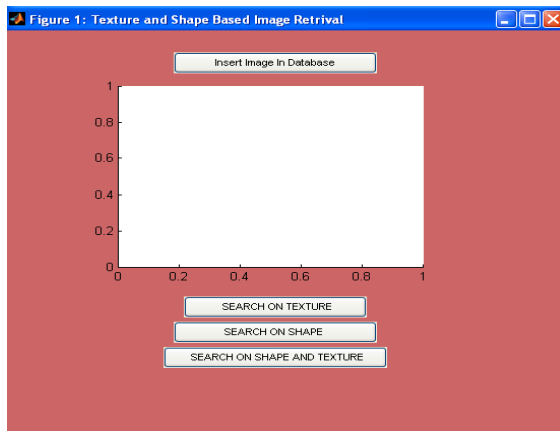 Figure 1: Texture and Shape Based Image Retrival
Insert Image In Database
1
0.8
0.6
0.4
0.2
0
0 0.2 0.4 0.6 0.8 1
SEARCH ON TEXTURE
SEARCH ON SHAPE
SEARCH ON SHAPE AND TEXTURE